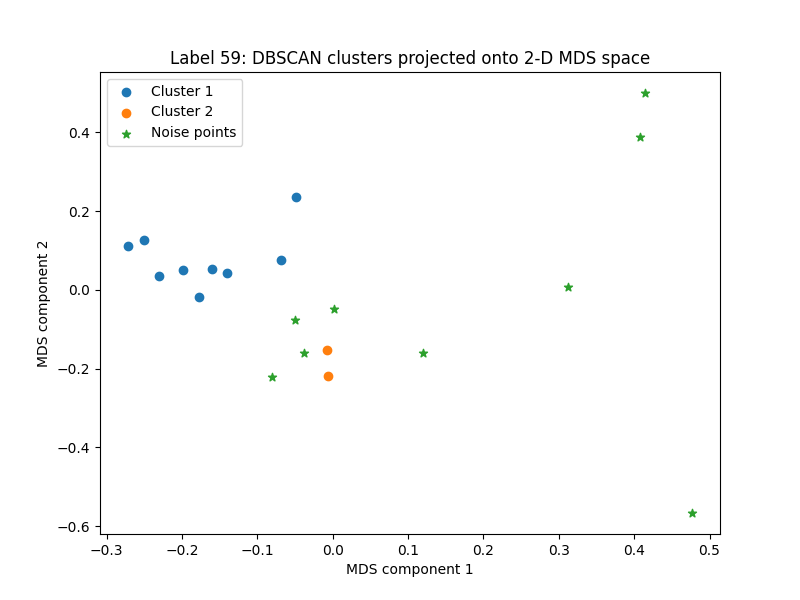 Label 59: DBSCAN clusters projected onto 2-D MDS space
Cluster 1
Cluster 2
Noise points
MDS component 2
0.4
0.2
0.0
−0.2
−0.4
−0.6
−0.3
−0.2
−0.1
0.0
0.1
0.2
0.3
0.4
0.5
MDS component 1